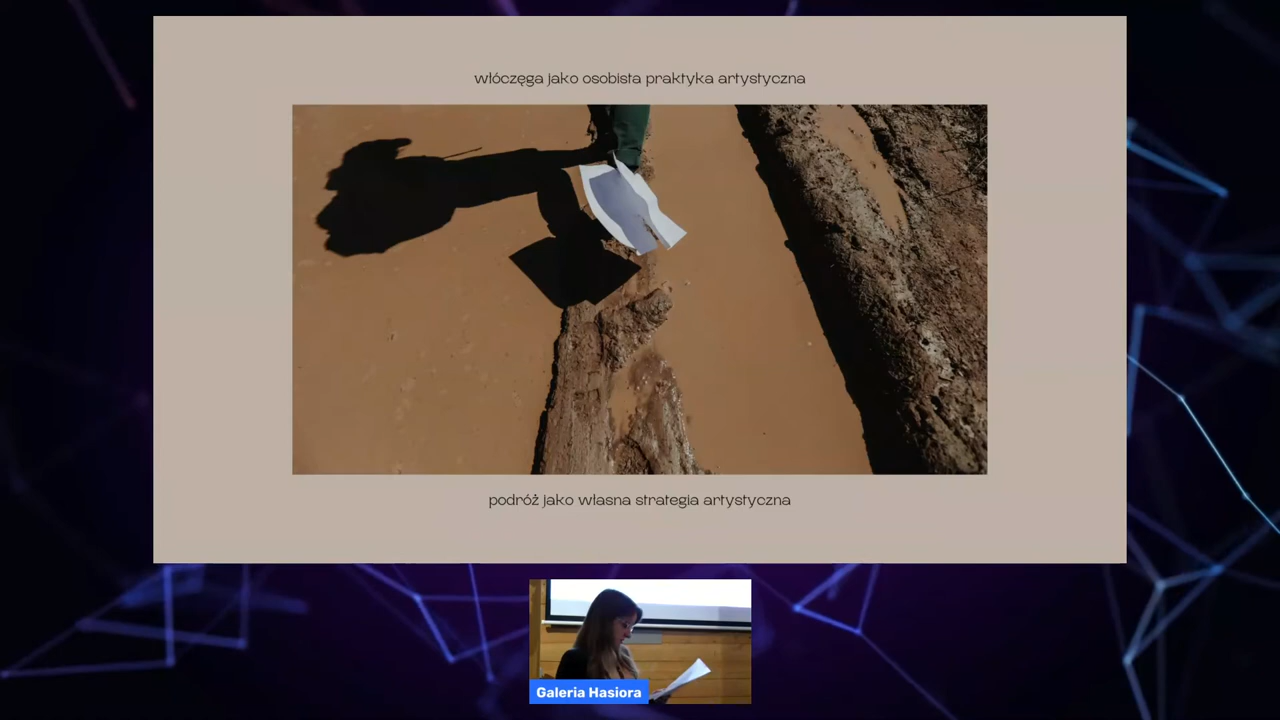 włóczęga jako osobista praktyka artystyczna
podróż jako własna strategia artystyczna
Galeria Hasiora